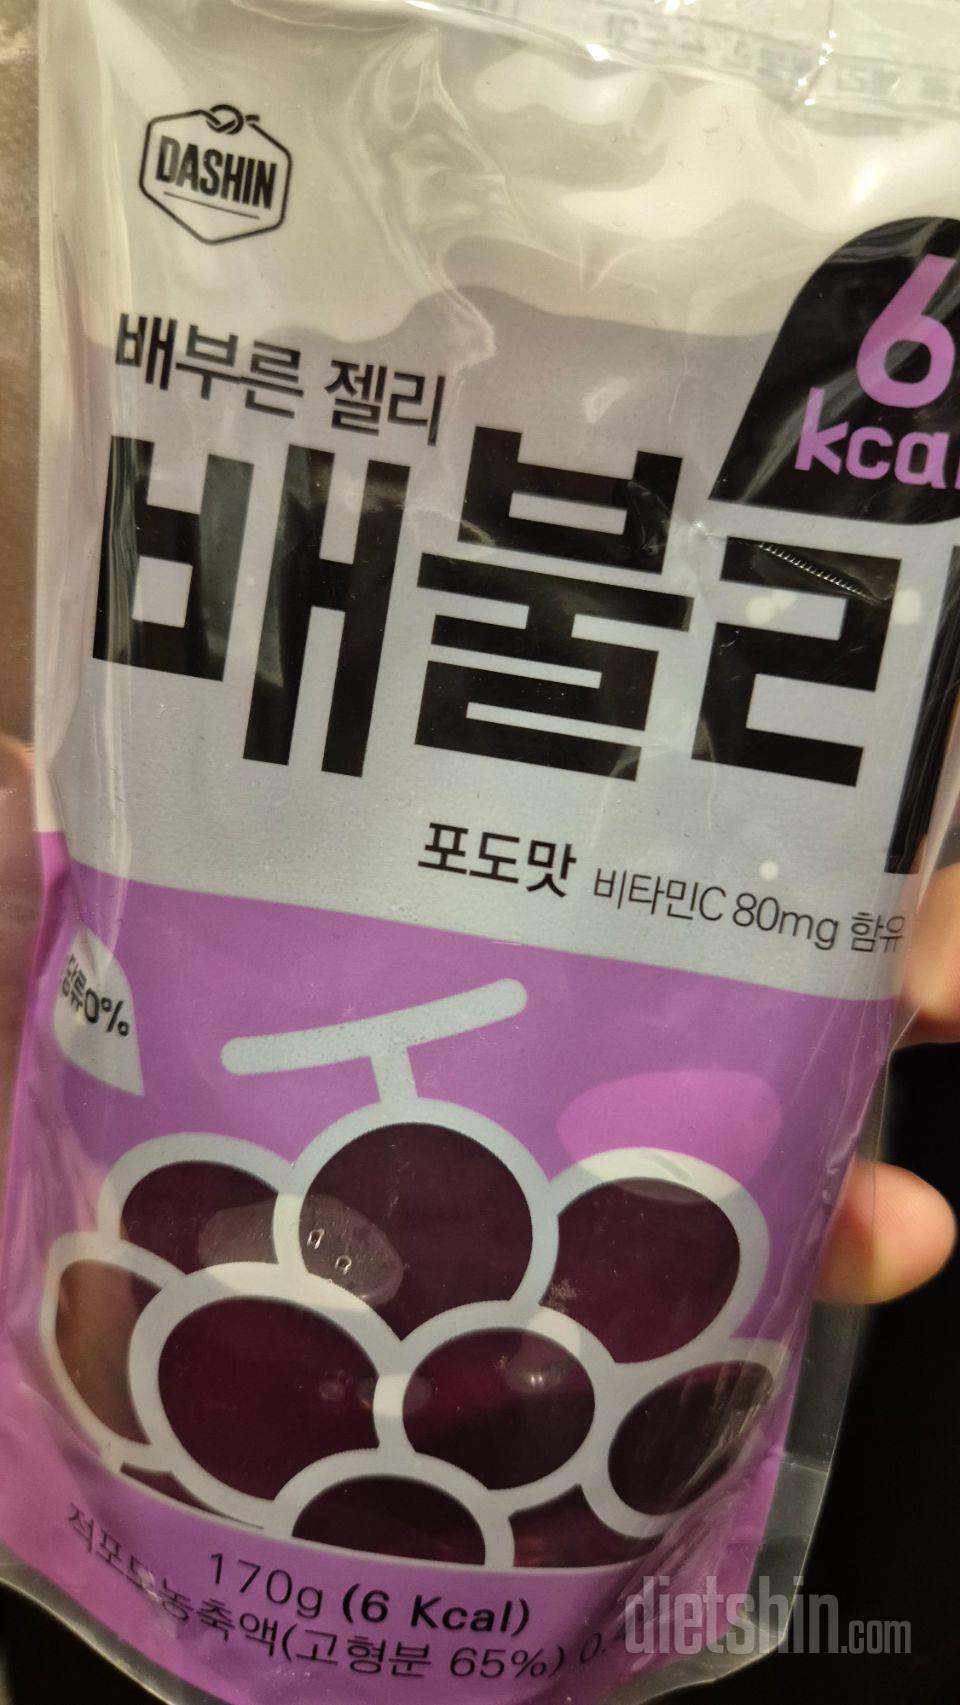 DASHIN
6
kcal
배부른 젤리
배불리
포도맛 비타민C 80mg 함유
당류0%
170g (6 Kcal)
적포도농축액(고형분 65%)
dietshin.com